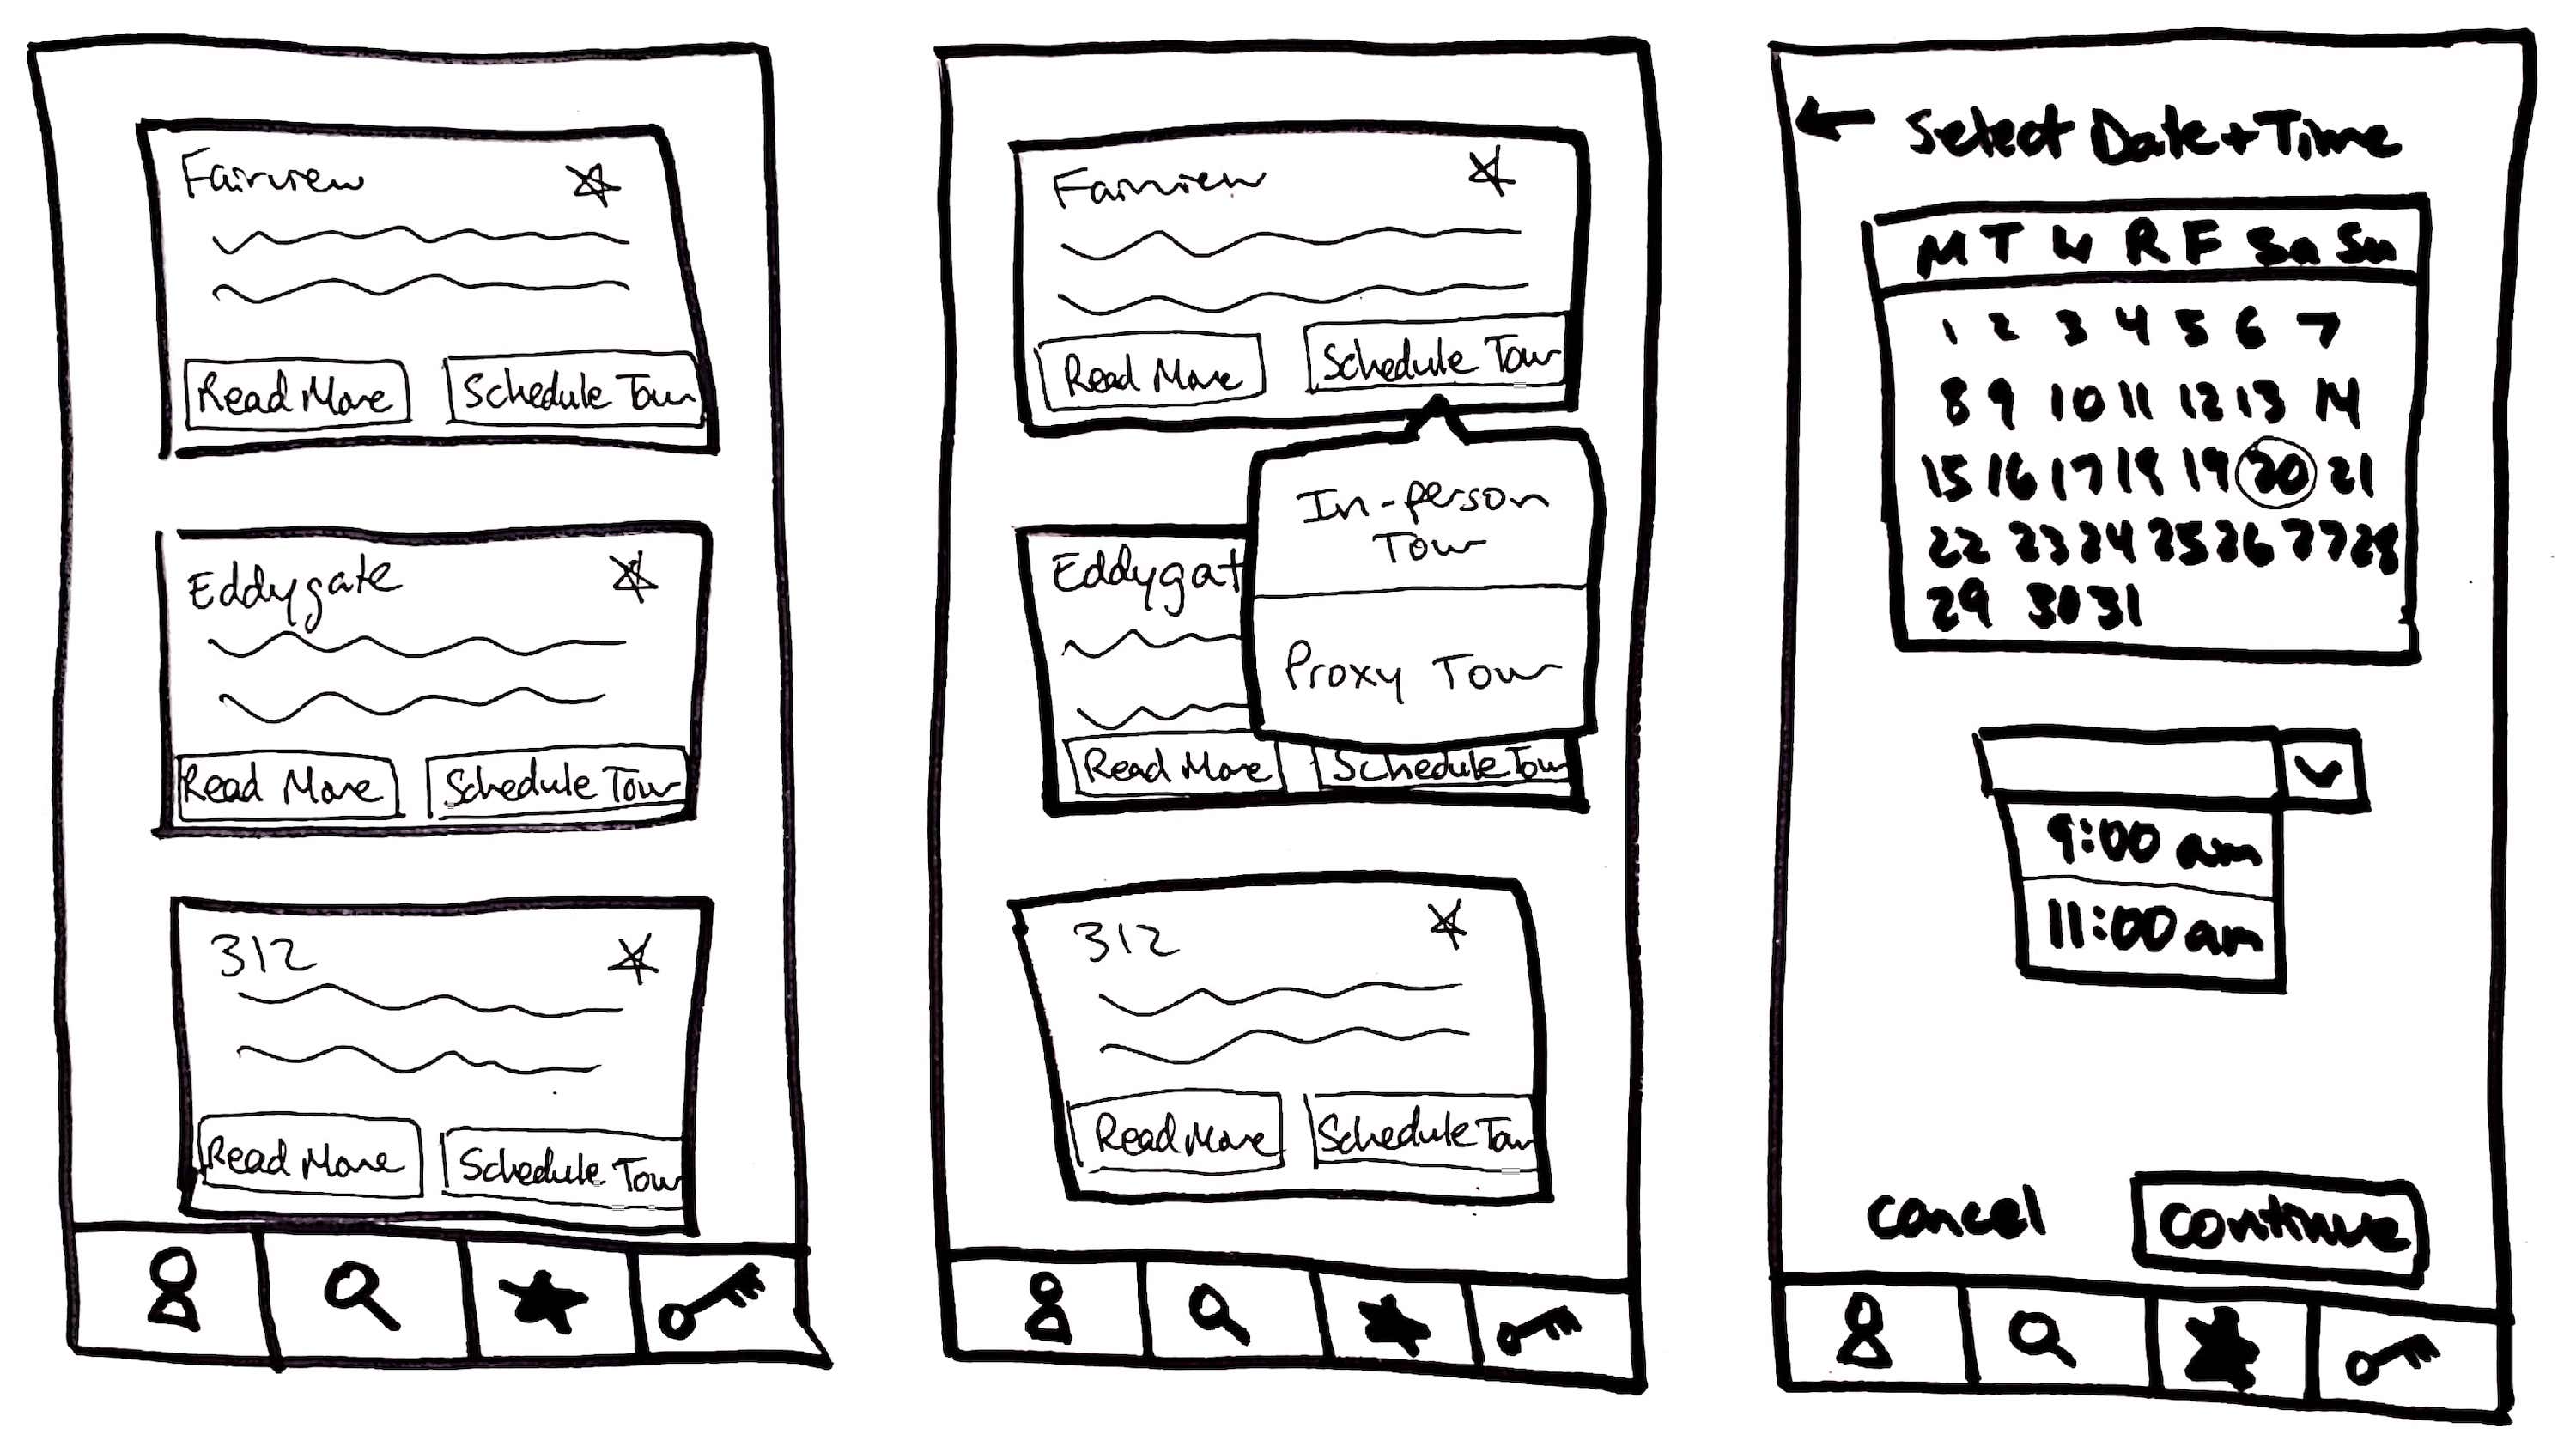 Fairview
Read More
Schedule Tour
Eddygate
Read More
Schedule Tour
312
Read More
Schedule Tour
Fairview
Read More
Schedule Tour
In-person
Tour
Proxy Tour
Eddygat
Read More
Schedule Tour
312
Read More
Schedule Tour
Select Date + Time
M T W R F Sa Su
1 2 3 4 5 6 7
8 9 10 11 12 13 14
15 16 17 18 19 20 21
22 23 24 25 26 27 28
29 30 31
9:00 am
11:00 am
cancel
continue